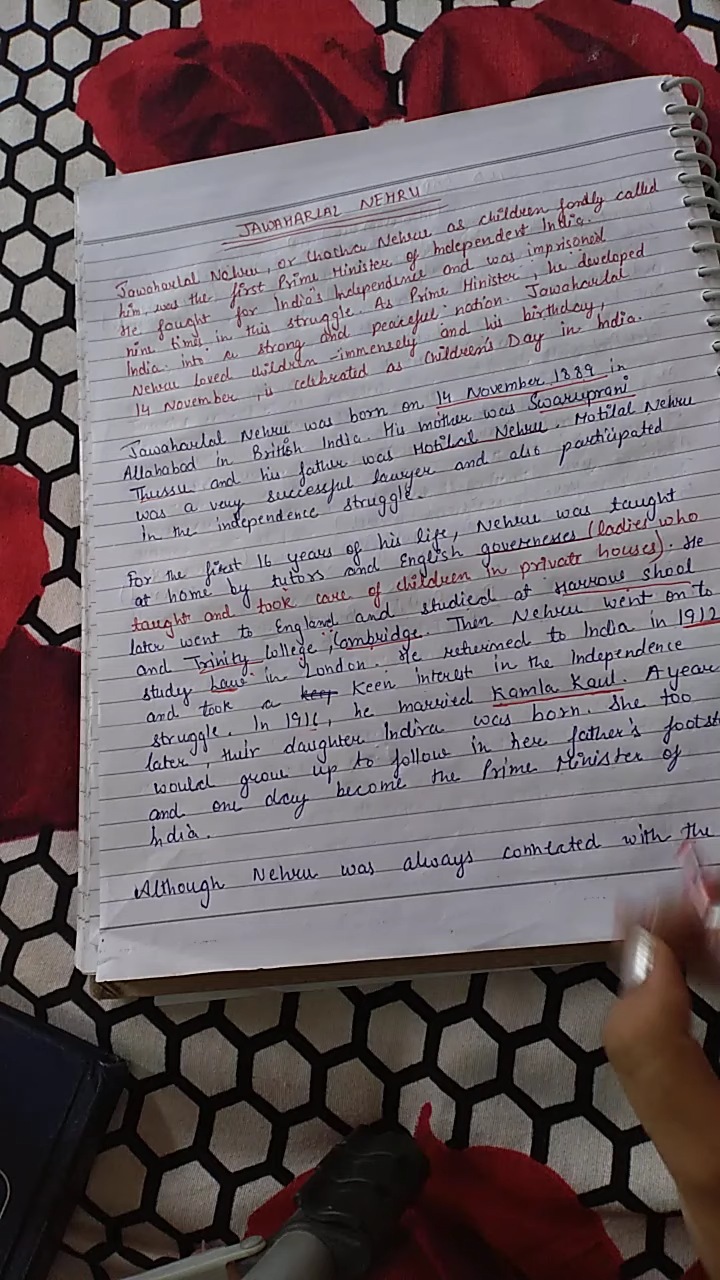 JAWAHARLAL NEHRU
Jawaharlal Nehru, or Chacha Nehru as children fondly called
him, was the first Prime Minister of Independent India.
He fought for India's Independence and was imprisoned
nine times in this struggle. As Prime Minister, he developed
India into a strong and peaceful nation. Jawaharlal
Nehru loved children immensely and his birthday,
14 November, is celebrated as Children's Day in India.
Jawaharlal Nehru was born on 14 November 1889 in
Allahabad in British India. His mother was Swaruprani
Thussu and his father was Motilal Nehru. Motilal Nehru
was a very successful lawyer and also participated
in the independence struggle.
For the first 16 years of his life, Nehru was taught
at home by tutors and English governesses (ladies who
taught and took care of children in private houses). He
later went to England and studied at Harrows shool
and Trinity College, Cambridge. Then Nehru went on to
study Law in London. He returned to India in 1912
and took a keep Keen interest in the Independence
struggle. In 1916, he married Kamla Kaul. A year
later, their daughter Indira was born. She too
would grow up to follow in her father's footst
and one day become the Prime Minister of
India.
Although Nehru was always conntated with the